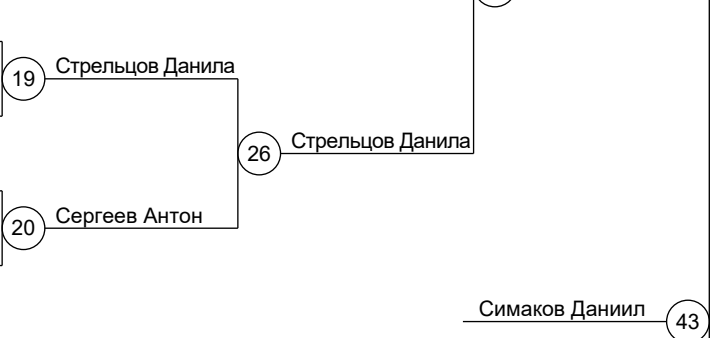 19 Стрельцов Данила
26 Стрельцов Данила
20 Сергеев Антон
Симаков Даниил 43